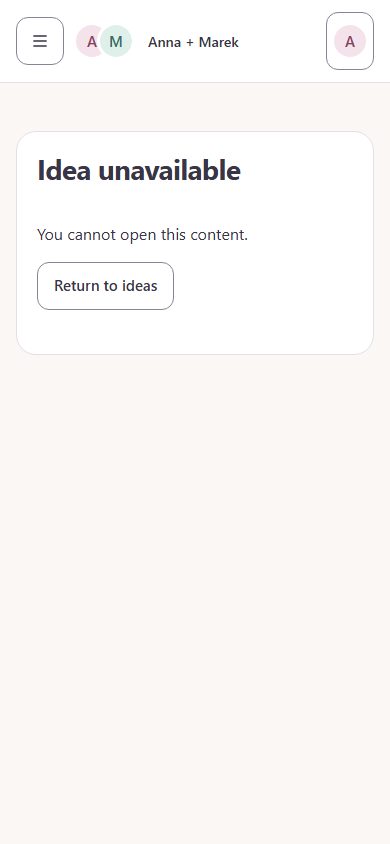 A M Anna + Marek A
Idea unavailable
You cannot open this content.
Return to ideas